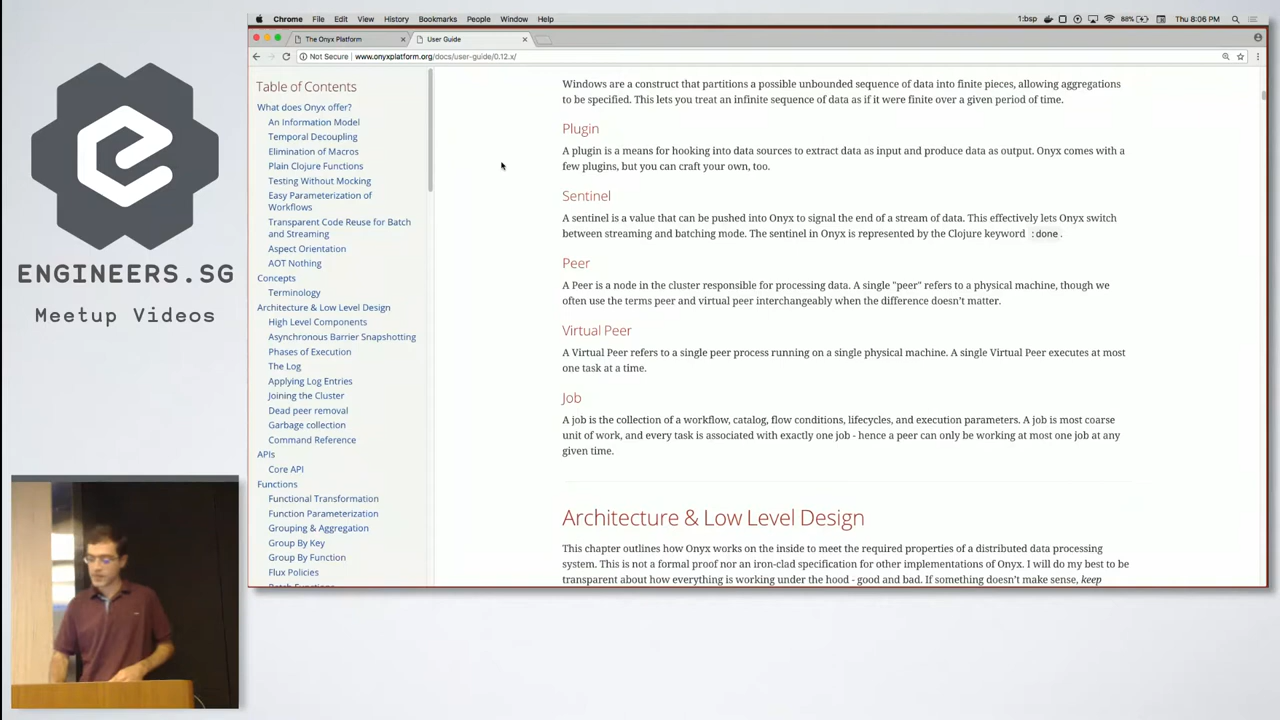 Chrome File Edit View History Bookmarks People Window Help 1:bsp 88% Thu 8:06 PM
The Onyx Platform User Guide
Not Secure www.onyxplatform.org/docs/user-guide/0.12.x/
ENGINEERS.SG
Meetup Videos
Table of Contents
What does Onyx offer?
An Information Model
Temporal Decoupling
Elimination of Macros
Plain Clojure Functions
Testing Without Mocking
Easy Parameterization of
Workflows
Transparent Code Reuse for Batch
and Streaming
Aspect Orientation
AOT Nothing
Concepts
Terminology
Architecture & Low Level Design
High Level Components
Asynchronous Barrier Snapshotting
Phases of Execution
The Log
Applying Log Entries
Joining the Cluster
Dead peer removal
Garbage collection
Command Reference
APIs
Core API
Functions
Functional Transformation
Function Parameterization
Grouping & Aggregation
Group By Key
Group By Function
Flux Policies
Batch Functions
Windows are a construct that partitions a possible unbounded sequence of data into finite pieces, allowing aggregations
to be specified. This lets you treat an infinite sequence of data as if it were finite over a given period of time.
Plugin
A plugin is a means for hooking into data sources to extract data as input and produce data as output. Onyx comes with a
few plugins, but you can craft your own, too.
Sentinel
A sentinel is a value that can be pushed into Onyx to signal the end of a stream of data. This effectively lets Onyx switch
between streaming and batching mode. The sentinel in Onyx is represented by the Clojure keyword :done.
Peer
A Peer is a node in the cluster responsible for processing data. A single "peer" refers to a physical machine, though we
often use the terms peer and virtual peer interchangeably when the difference doesn't matter.
Virtual Peer
A Virtual Peer refers to a single peer process running on a single physical machine. A single Virtual Peer executes at most
one task at a time.
Job
A job is the collection of a workflow, catalog, flow conditions, lifecycles, and execution parameters. A job is most coarse
unit of work, and every task is associated with exactly one job - hence a peer can only be working at most one job at any
given time.
Architecture & Low Level Design
This chapter outlines how Onyx works on the inside to meet the required properties of a distributed data processing
system. This is not a formal proof nor an iron-clad specification for other implementations of Onyx. I will do my best to be
transparent about how everything is working under the hood - good and bad. If something doesn't make sense, keep